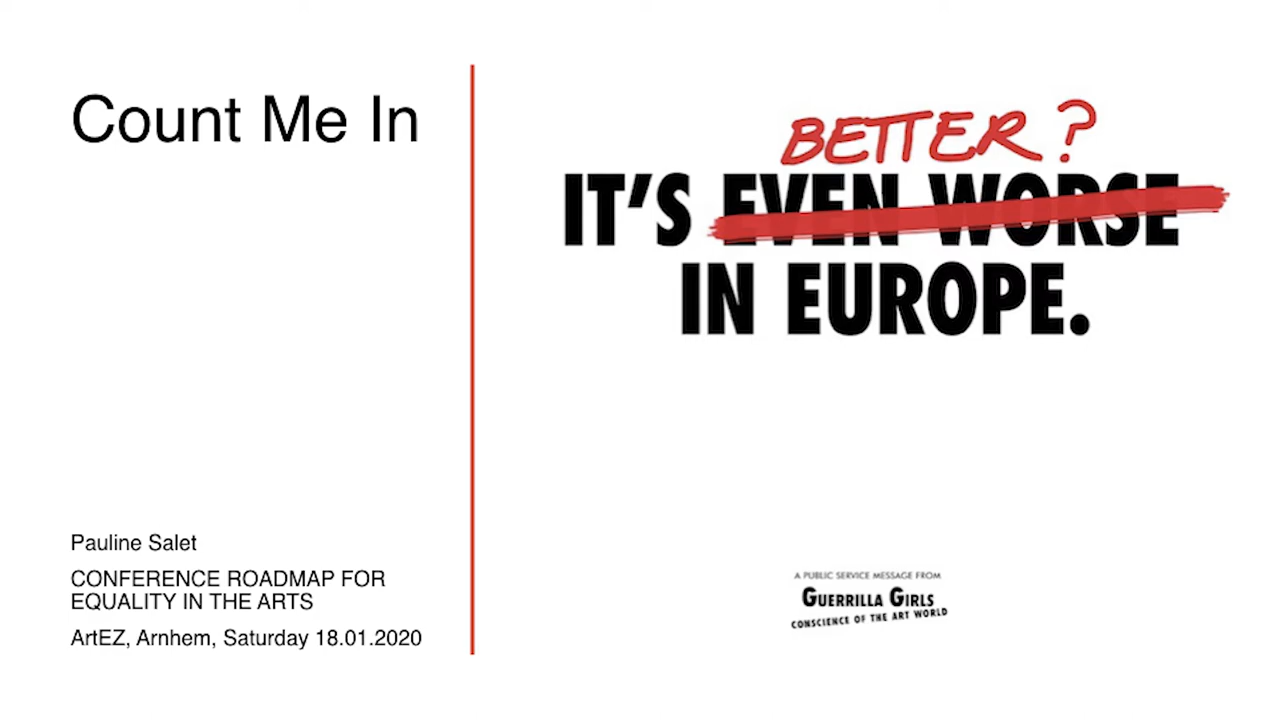 Count Me In
Pauline Salet
CONFERENCE ROADMAP FOR
EQUALITY IN THE ARTS
ArtEZ, Arnhem, Saturday 18.01.2020
BETTER?
IT'S EVEN WORSE
IN EUROPE.
A PUBLIC SERVICE MESSAGE FROM
GUERRILLA GIRLS
CONSCIENCE OF THE ART WORLD